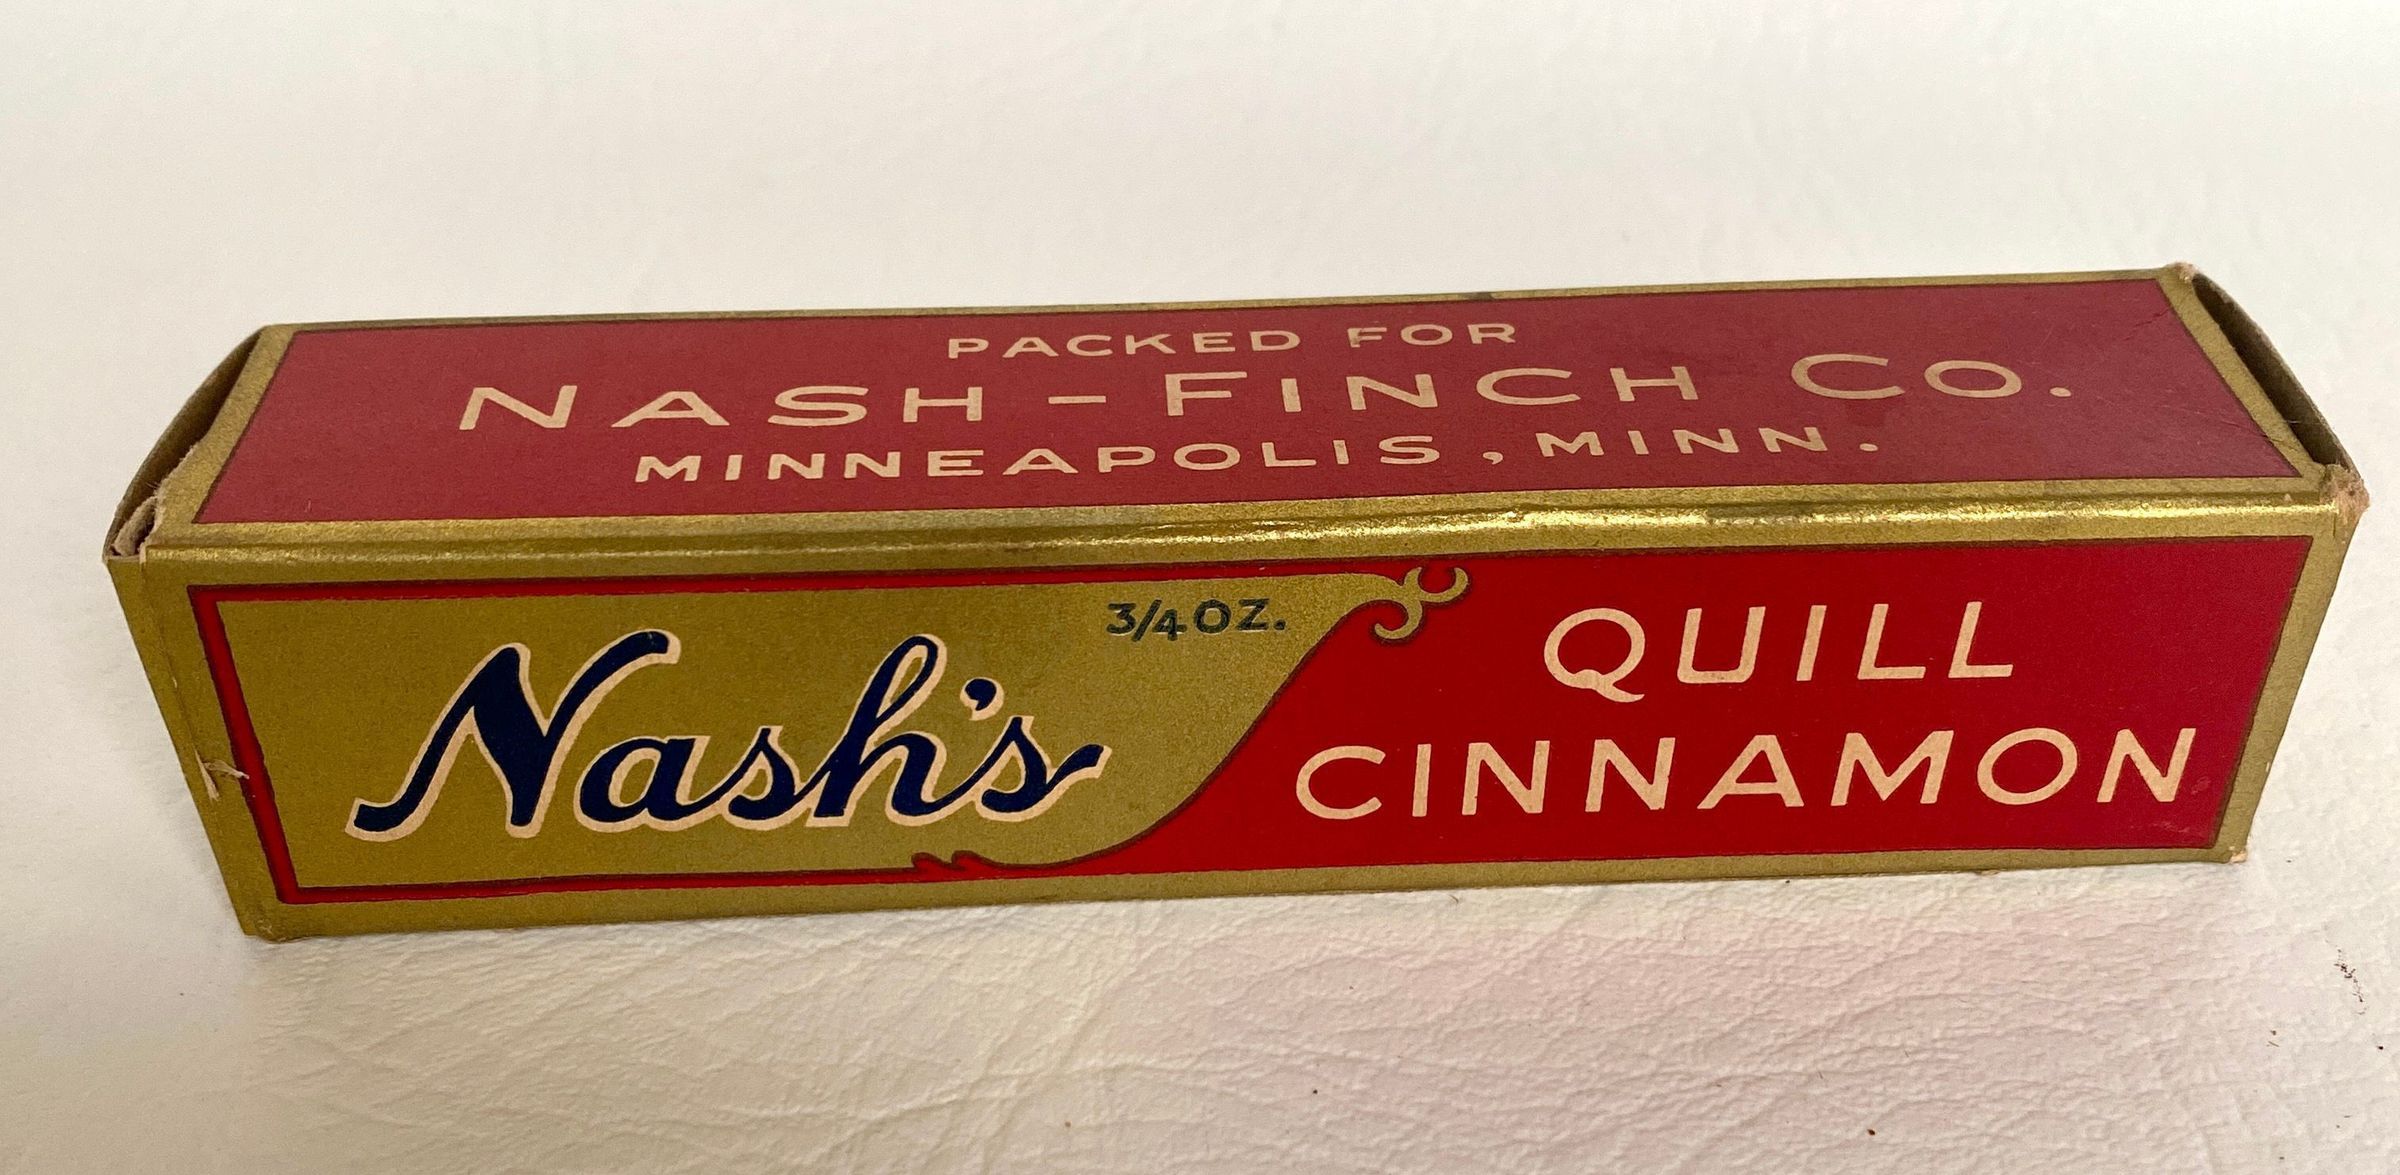 PACKED FOR
NASH-FINCH CO.
MINNEAPOLIS, MINN.
3/4 OZ.
Nash's
QUILL
CINNAMON